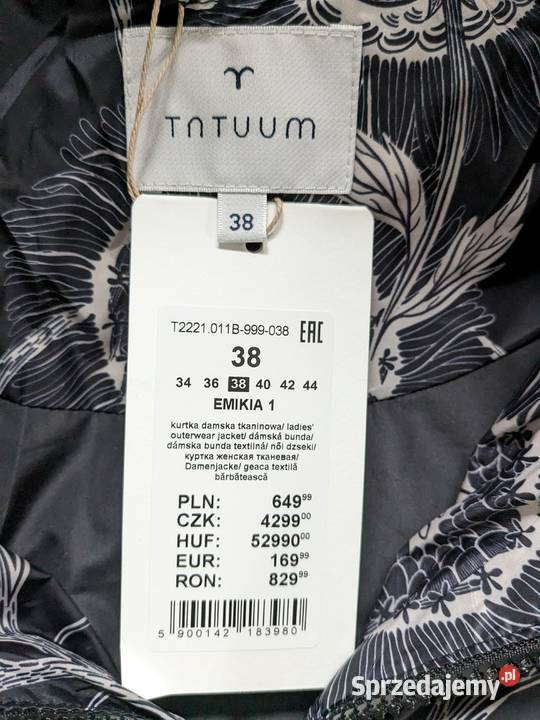 TATUUM
38
T2221.011B-999-038 EAC
38
34 36 38 40 42 44
EMIKIA 1
kurtka damska tkaninowa/ ladies'
outerwear jacket/ dámská bunda/
dámska bunda textilná/ női dzseki/
куртка женская тканевая/
Damenjacke/ geaca textilă
bărbătească
PLN: 649⁹⁹
CZK: 4299⁰⁰
HUF: 52990⁰⁰
EUR: 169⁹⁹
RON: 829⁹⁹
5 900142 183980
Sprzedajemy.pl